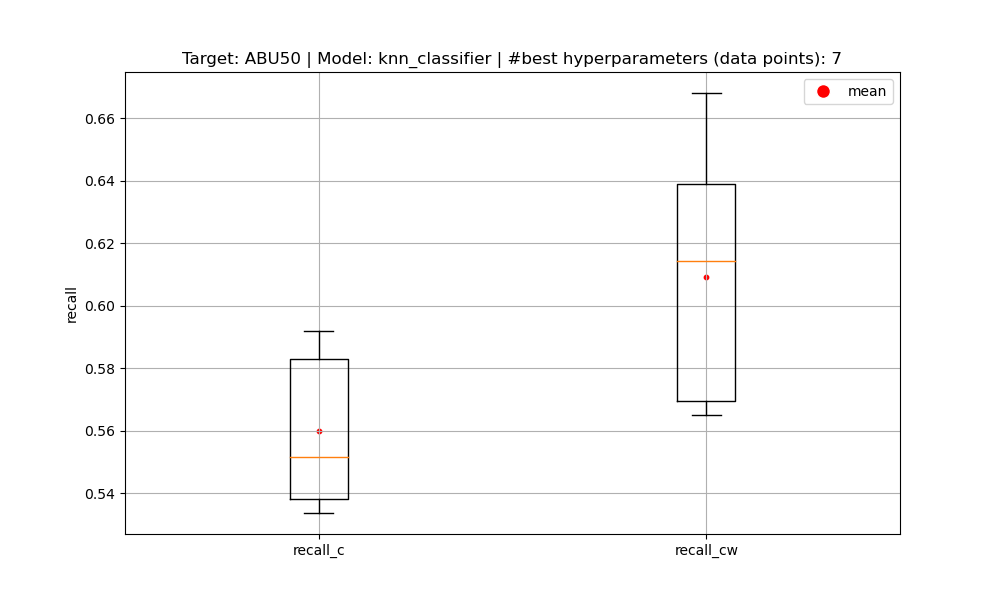 Target: ABU50 | Model: knn_classifier | #best hyperparameters (data points): 7
mean
0.66
0.64
0.62
0.60
0.58
0.56
0.54
recall
recall_c
recall_cw